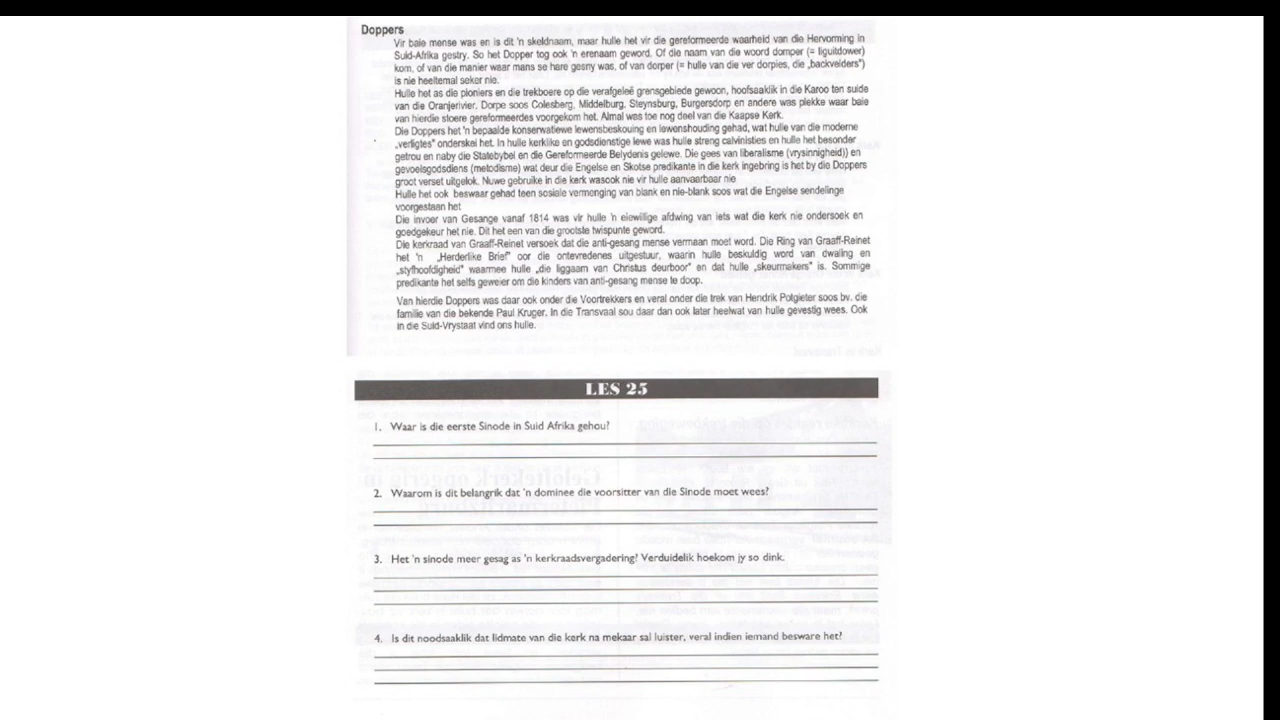 Doppers
Vir baie mense was en is dit 'n skeldnaam, maar hulle het vir die gereformeerde waarheid van die Hervorming in
Suid-Afrika gestry. So het Dopper tog ook 'n erenaam geword. Of die naam van die woord domper (= liguitdower)
kom, of van die manier waar mans se hare gesny was, of van dorper (= hulle van die ver dorpies, die „backvelders")
is nie heeltemal seker nie.
Hulle het as die pioniers en die trekboere op die verafgeleë grensgebiede gewoon, hoofsaaklik in die Karoo ten suide
van die Oranjerivier. Dorpe soos Colesberg, Middelburg, Steynsburg, Burgersdorp en andere was plekke waar baie
van hierdie stoere gereformeerdes voorgekom het. Almal was toe nog deel van die Kaapse Kerk.
Die Doppers het 'n bepaalde konserwatiewe lewensbeskouing en lewenshouding gehad, wat hulle van die moderne
„verligtes" onderskei het. In hulle kerklike en godsdienstige lewe was hulle streng calvinisties en hulle het besonder
getrou en naby die Statebybel en die Gereformeerde Belydenis gelewe. Die gees van liberalisme (vrysinnigheid)) en
gevoelsgodsdiens (metodisme) wat deur die Engelse en Skotse predikante in die kerk ingebring is het by die Doppers
groot verset uitgelok. Nuwe gebruike in die kerk wasook nie vir hulle aanvaarbaar nie
Hulle het ook beswaar gehad teen sosiale vermenging van blank en nie-blank soos wat die Engelse sendelinge
voorgestaan het
Die invoer van Gesange vanaf 1814 was vir hulle 'n eiewillige afdwing van iets wat die kerk nie ondersoek en
goedgekeur het nie. Dit het een van die grootste twispunte geword.
Die kerkraad van Graaff-Reinet versoek dat die anti-gesang mense vermaan moet word. Die Ring van Graaff-Reinet
het 'n „Herderlike Brief" oor die ontevredenes uitgestuur, waarin hulle beskuldig word van dwaling en
„styfhoofdigheid" waarmee hulle „die liggaam van Christus deurboor" en dat hulle „skeurmakers" is. Sommige
predikante het selfs geweier om die kinders van anti-gesang mense te doop.
Van hierdie Doppers was daar ook onder die Voortrekkers en veral onder die trek van Hendrik Potgieter soos bv. die
familie van die bekende Paul Kruger. In die Transvaal sou daar dan ook later heelwat van hulle gevestig wees. Ook
in die Suid-Vrystaat vind ons hulle.
LES 25
1. Waar is die eerste Sinode in Suid Afrika gehou?
2. Waarom is dit belangrik dat 'n dominee die voorsitter van die Sinode moet wees?
3. Het 'n sinode meer gesag as 'n kerkraadsvergadering? Verduidelik hoekom jy so dink.
4. Is dit noodsaaklik dat lidmate van die kerk na mekaar sal luister, veral indien iemand besware het?